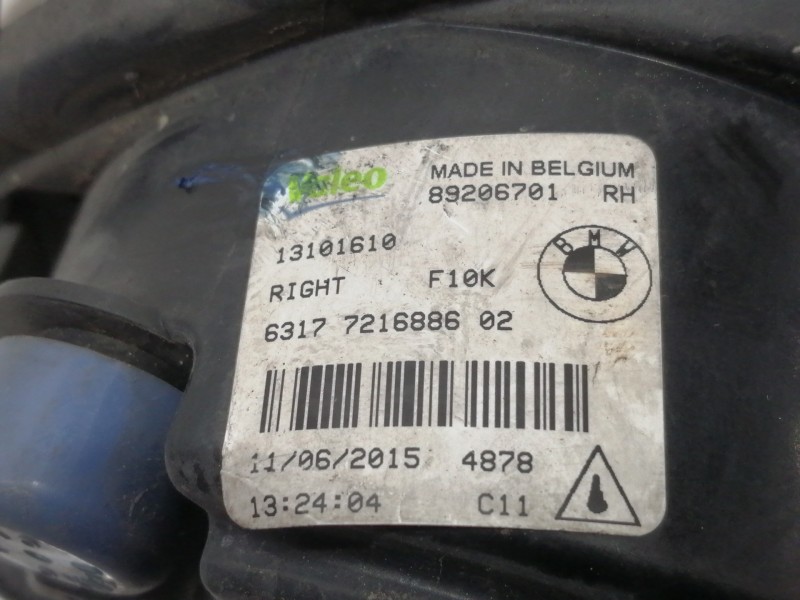 Valeo
MADE IN BELGIUM
89206701 RH
13101610
BMW
RIGHT F10K
6317 7216886 02
11/06/2015 4878
13:24:04 C11